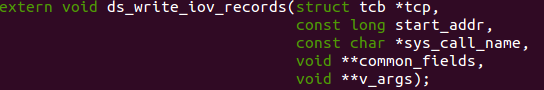 extern void ds_write_iov_records(struct tcb *tcp,
const long start_addr,
const char *sys_call_name,
void **common_fields,
void **v_args);